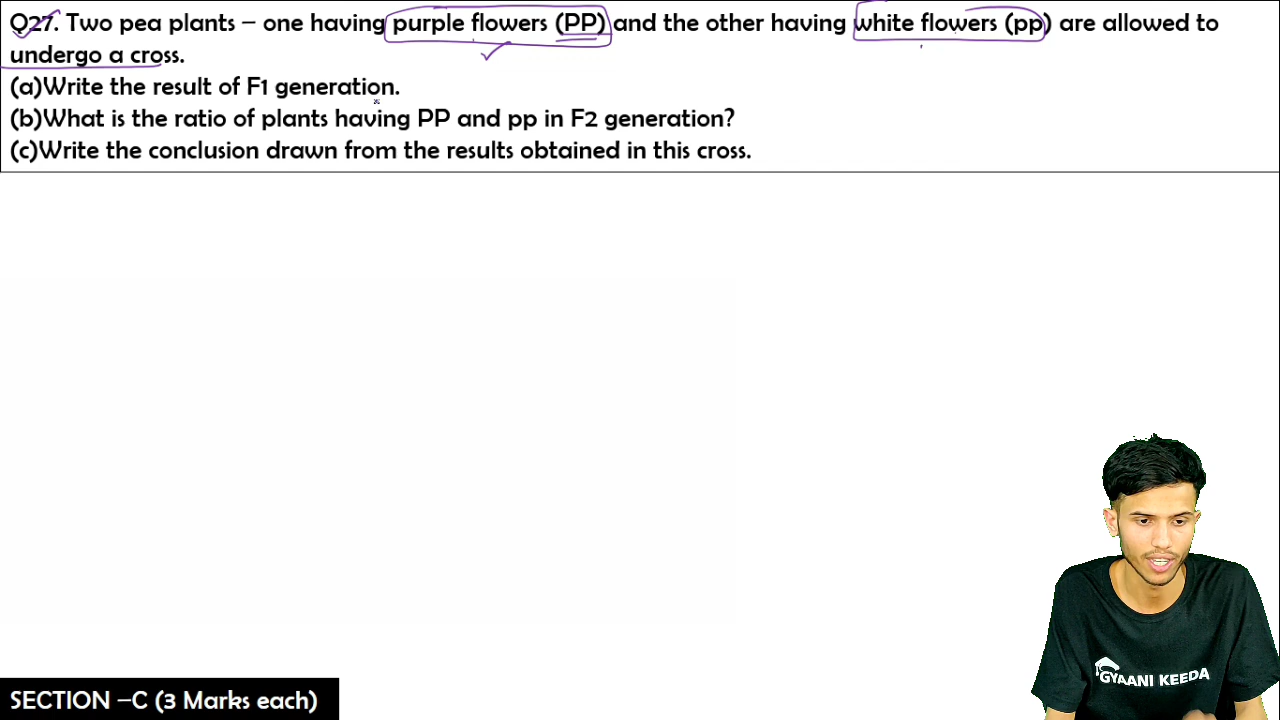 Q27. Two pea plants – one having purple flowers (PP) and the other having white flowers (pp) are allowed to
undergo a cross.
(a)Write the result of F1 generation.
(b)What is the ratio of plants having PP and pp in F2 generation?
(c)Write the conclusion drawn from the results obtained in this cross.
GYAANI KEEDA
SECTION –C (3 Marks each)